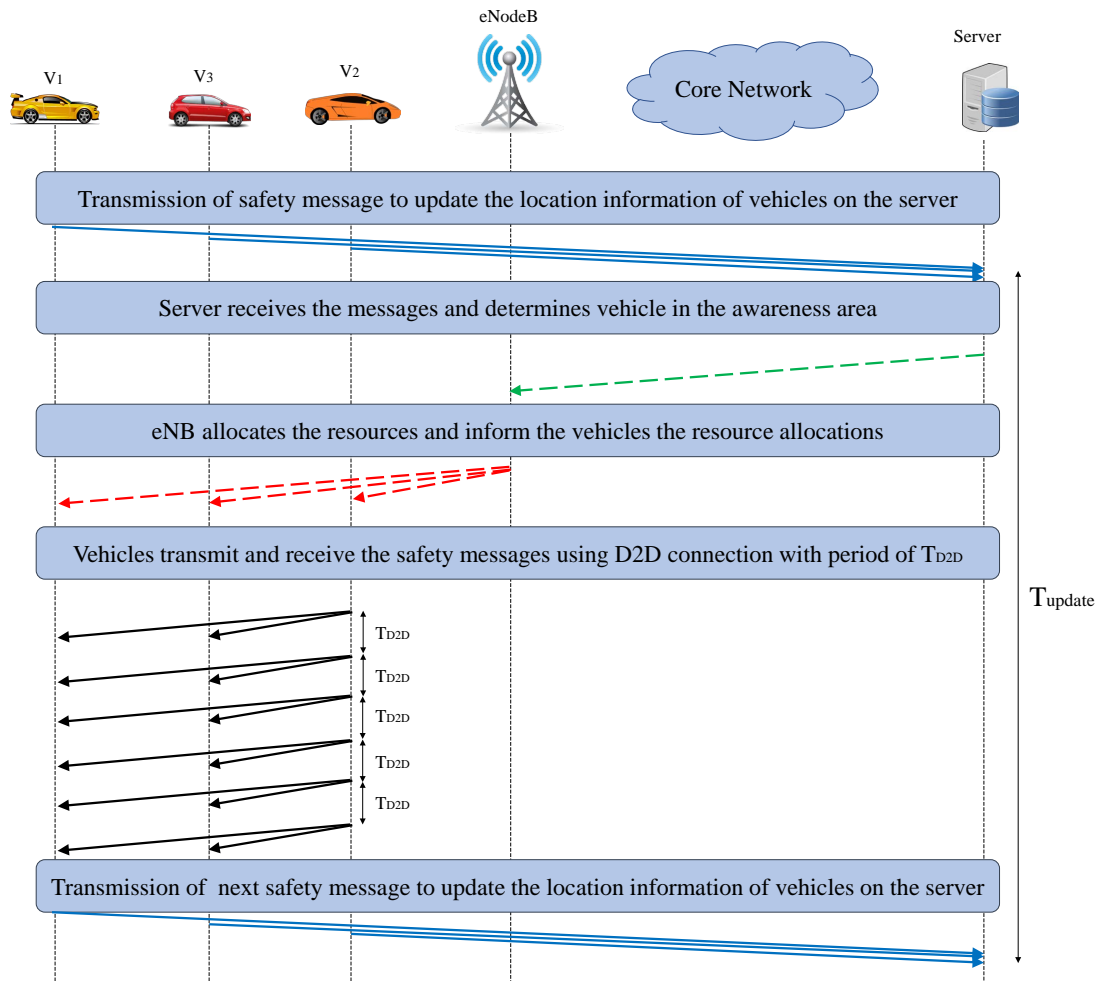 eNodeB
Server
V1
V3
V2
Core Network
Transmission of safety message to update the location information of vehicles on the server
Server receives the messages and determines vehicle in the awareness area
eNB allocates the resources and inform the vehicles the resource allocations
Vehicles transmit and receive the safety messages using D2D connection with period of TD2D
Tupdate
TD2D
TD2D
TD2D
TD2D
TD2D
Transmission of next safety message to update the location information of vehicles on the server